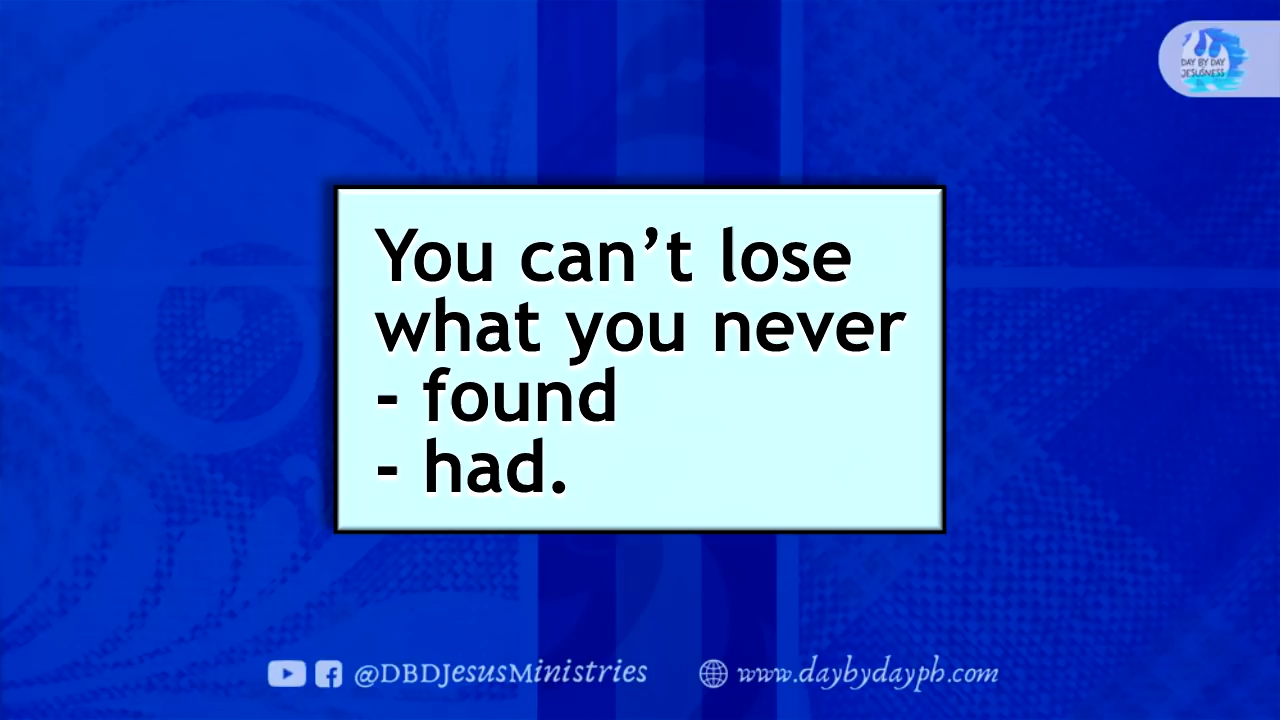 DAY BY DAY
JESUSNESS
You can’t lose
what you never
- found
- had.
@DBDJesusMinistries
www.daybydayph.com